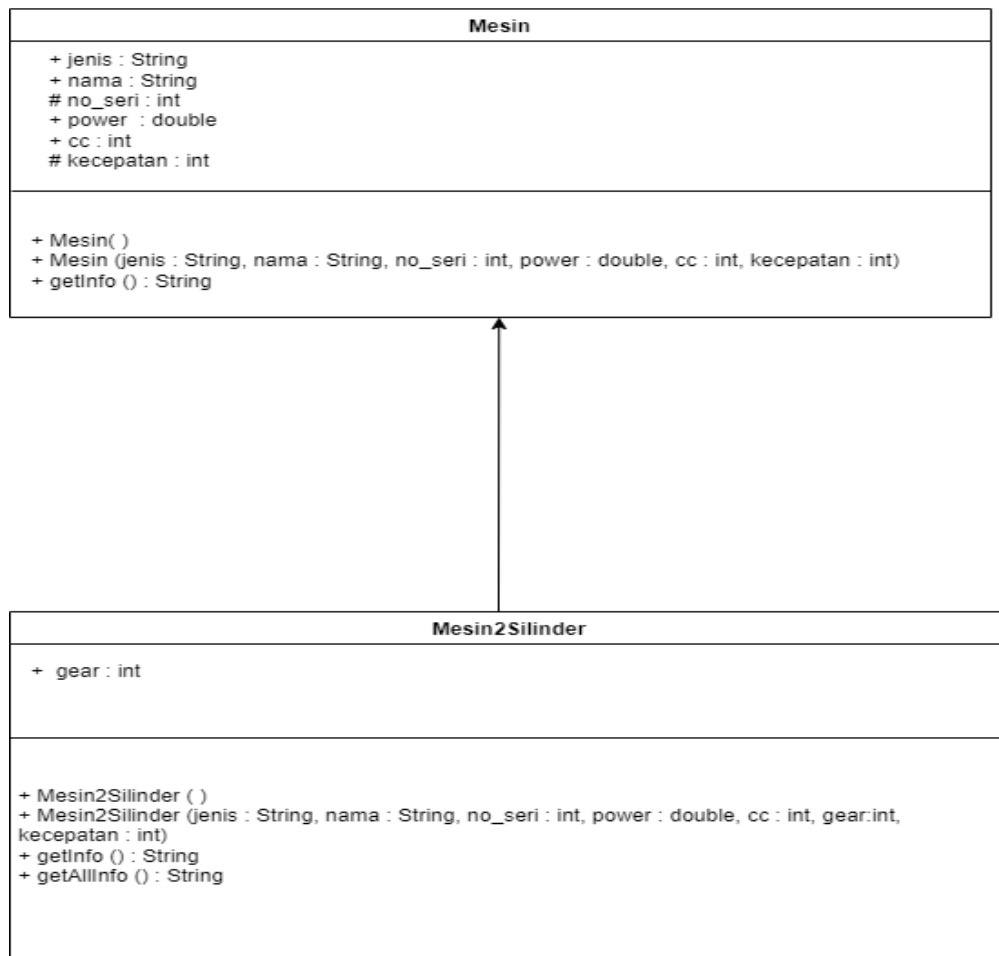 Mesin
+ jenis : String
+ nama : String
# no_seri : int
+ power : double
+ cc : int
# kecepatan : int
+ Mesin( )
+ Mesin (jenis : String, nama : String, no_seri : int, power : double, cc : int, kecepatan : int)
+ getInfo () : String
Mesin2Silinder
+ gear : int
+ Mesin2Silinder ( )
+ Mesin2Silinder (jenis : String, nama : String, no_seri : int, power : double, cc : int, gear:int,
kecepatan : int)
+ getInfo () : String
+ getAllInfo () : String